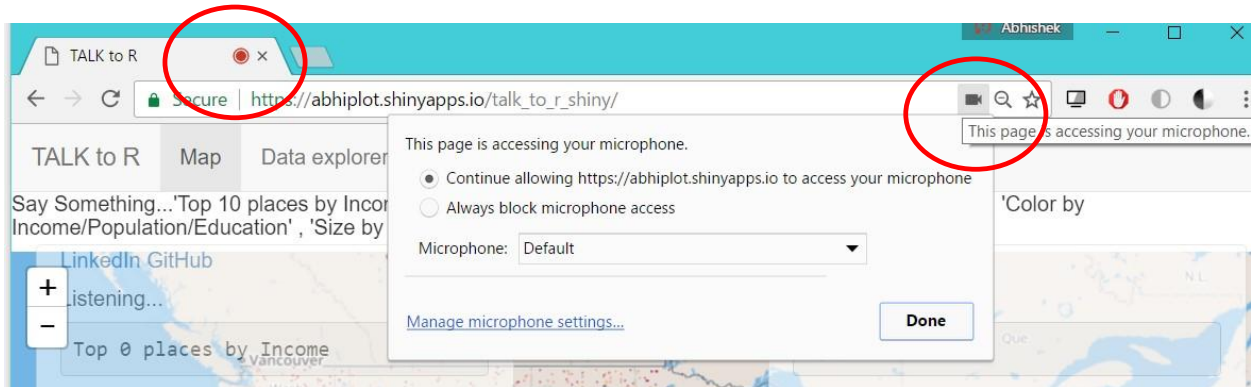 Abhishek
TALK to R
Secure | https://abhiplot.shinyapps.io/talk_to_r_shiny/
This page is accessing your microphone.
TALK to R Map Data explorer
This page is accessing your microphone.
Continue allowing https://abhiplot.shinyapps.io to access your microphone
Always block microphone access
Microphone: Default
Manage microphone settings...
Done
Say Something...'Top 10 places by Incor 'Color by
Income/Population/Education' , 'Size by
LinkedIn GitHub
Listening...
Top 0 places by Income
Vancouver
N.L.
Que
+
−